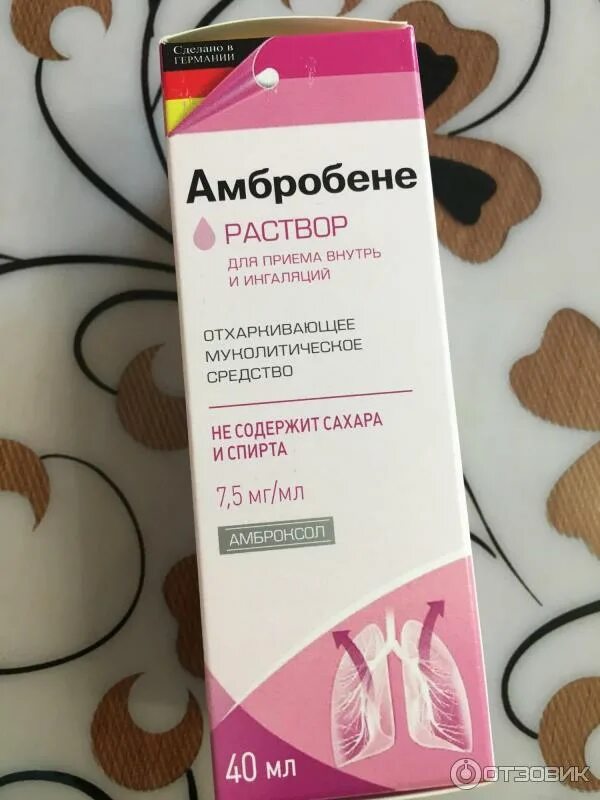 Сделано в
ГЕРМАНИИ
Амбробене
РАСТВОР
ДЛЯ ПРИЕМА ВНУТРЬ
И ИНГАЛЯЦИЙ
ОТХАРКИВАЮЩЕЕ
МУКОЛИТИЧЕСКОЕ
СРЕДСТВО
НЕ СОДЕРЖИТ САХАРА
И СПИРТА
7,5 мг/мл
АМБРОКСОЛ
40 мл
ОТЗОВИК